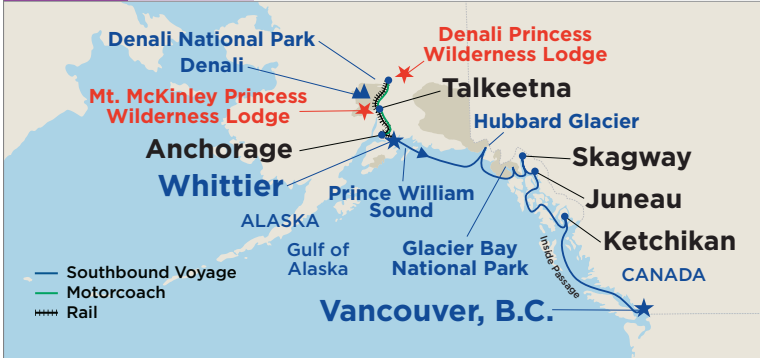 Denali National Park
Denali
Denali Princess
Wilderness Lodge
Mt. McKinley Princess
Wilderness Lodge
Talkeetna
Hubbard Glacier
Anchorage
Skagway
Whittier
Prince William
Sound
Juneau
ALASKA
Gulf of
Alaska
Glacier Bay
National Park
Ketchikan
Inside Passage
CANADA
Southbound Voyage
Motorcoach
Rail
Vancouver, B.C.